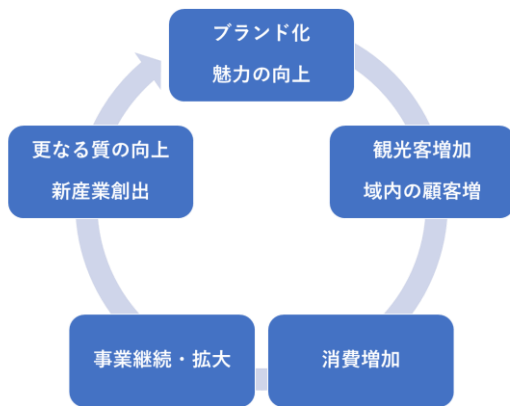 ブランド化
魅力の向上
観光客増加
域内の顧客増
消費増加
事業継続・拡大
更なる質の向上
新産業創出